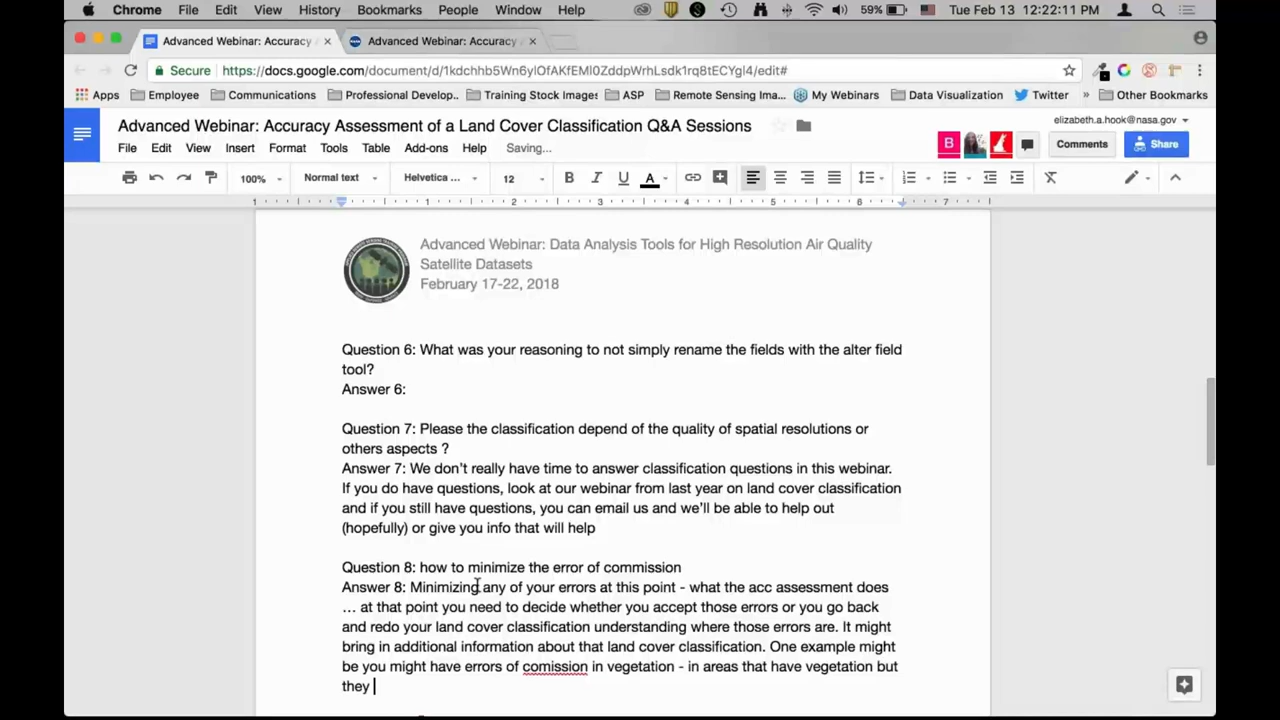 Chrome File Edit View History Bookmarks People Window Help 59% Tue Feb 13 12:22:11 PM
Advanced Webinar: Accuracy × Advanced Webinar: Accuracy ×
Secure https://docs.google.com/document/d/1kdchhb5Wn6ylOfAKfEMl0ZddpWrhLsdk1rq8tECYgl4/edit#
Apps Employee Communications Professional Develop.. Training Stock Images ASP Remote Sensing Ima... My Webinars Data Visualization Twitter » Other Bookmarks
Advanced Webinar: Accuracy Assessment of a Land Cover Classification Q&A Sessions
elizabeth.a.hook@nasa.gov
File Edit View Insert Format Tools Table Add-ons Help Saving...
B Comments Share
100% Normal text Helvetica ... 12 B I U A
1 1 2 3 4 5 6 7
Advanced Webinar: Data Analysis Tools for High Resolution Air Quality
Satellite Datasets
February 17-22, 2018
Question 6: What was your reasoning to not simply rename the fields with the alter field
tool?
Answer 6:
Question 7: Please the classification depend of the quality of spatial resolutions or
others aspects ?
Answer 7: We don't really have time to answer classification questions in this webinar.
If you do have questions, look at our webinar from last year on land cover classification
and if you still have questions, you can email us and we'll be able to help out
(hopefully) or give you info that will help
Question 8: how to minimize the error of commission
Answer 8: Minimizing any of your errors at this point - what the acc assessment does
… at that point you need to decide whether you accept those errors or you go back
and redo your land cover classification understanding where those errors are. It might
bring in additional information about that land cover classification. One example might
be you might have errors of comission in vegetation - in areas that have vegetation but
they